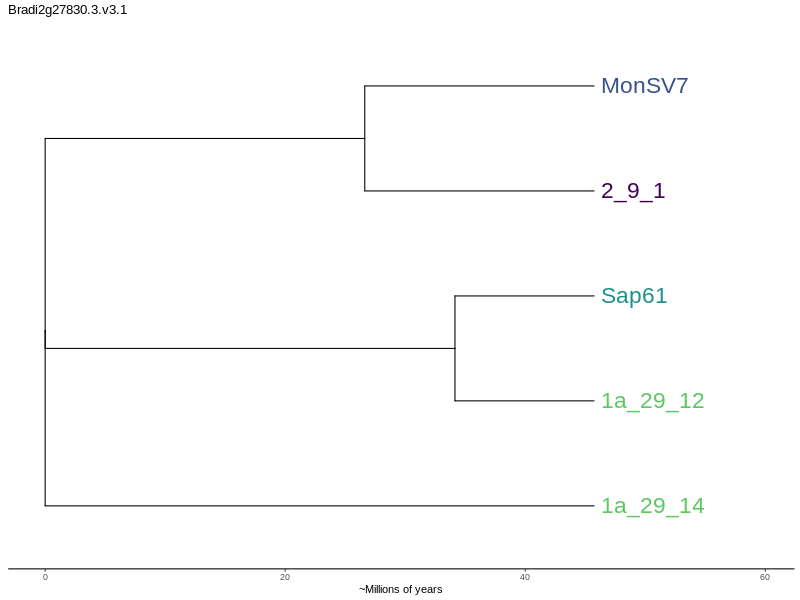 Bradi2g27830.3.v3.1
MonSV7
2_9_1
Sap61
1a_29_12
1a_29_14
0 20 40 60
~Millions of years